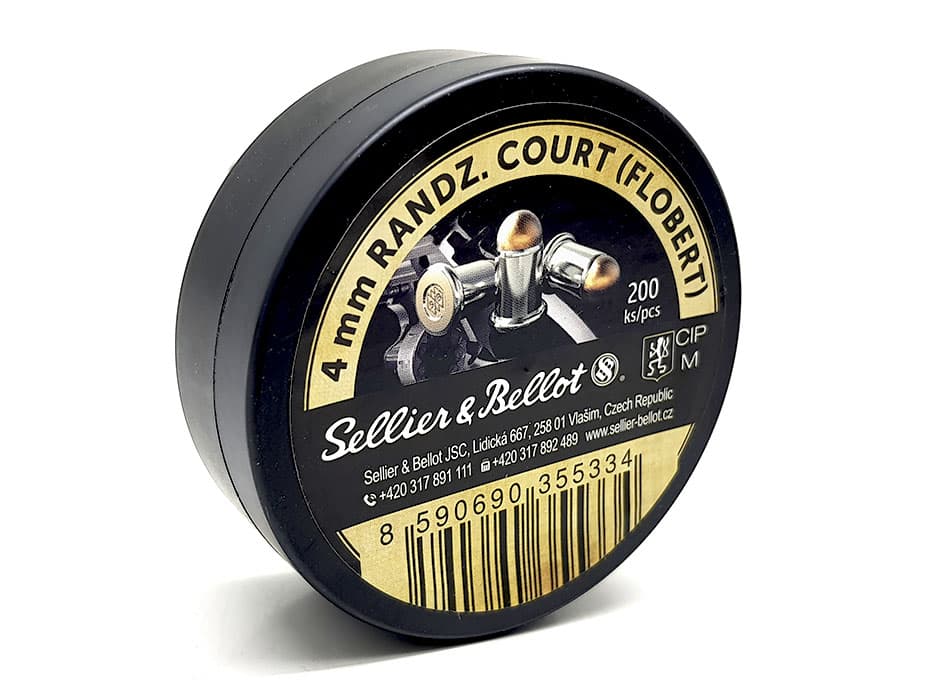 4 mm RANDZ. COURT (FLOBERT)
200
ks/pcs
CIP
M
Sellier & Bellot ®
Sellier & Bellot JSC, Lidická 667, 258 01 Vlašim, Czech Republic
+420 317 891 111 +420 317 892 489 www.sellier-bellot.cz
8 590690 355334